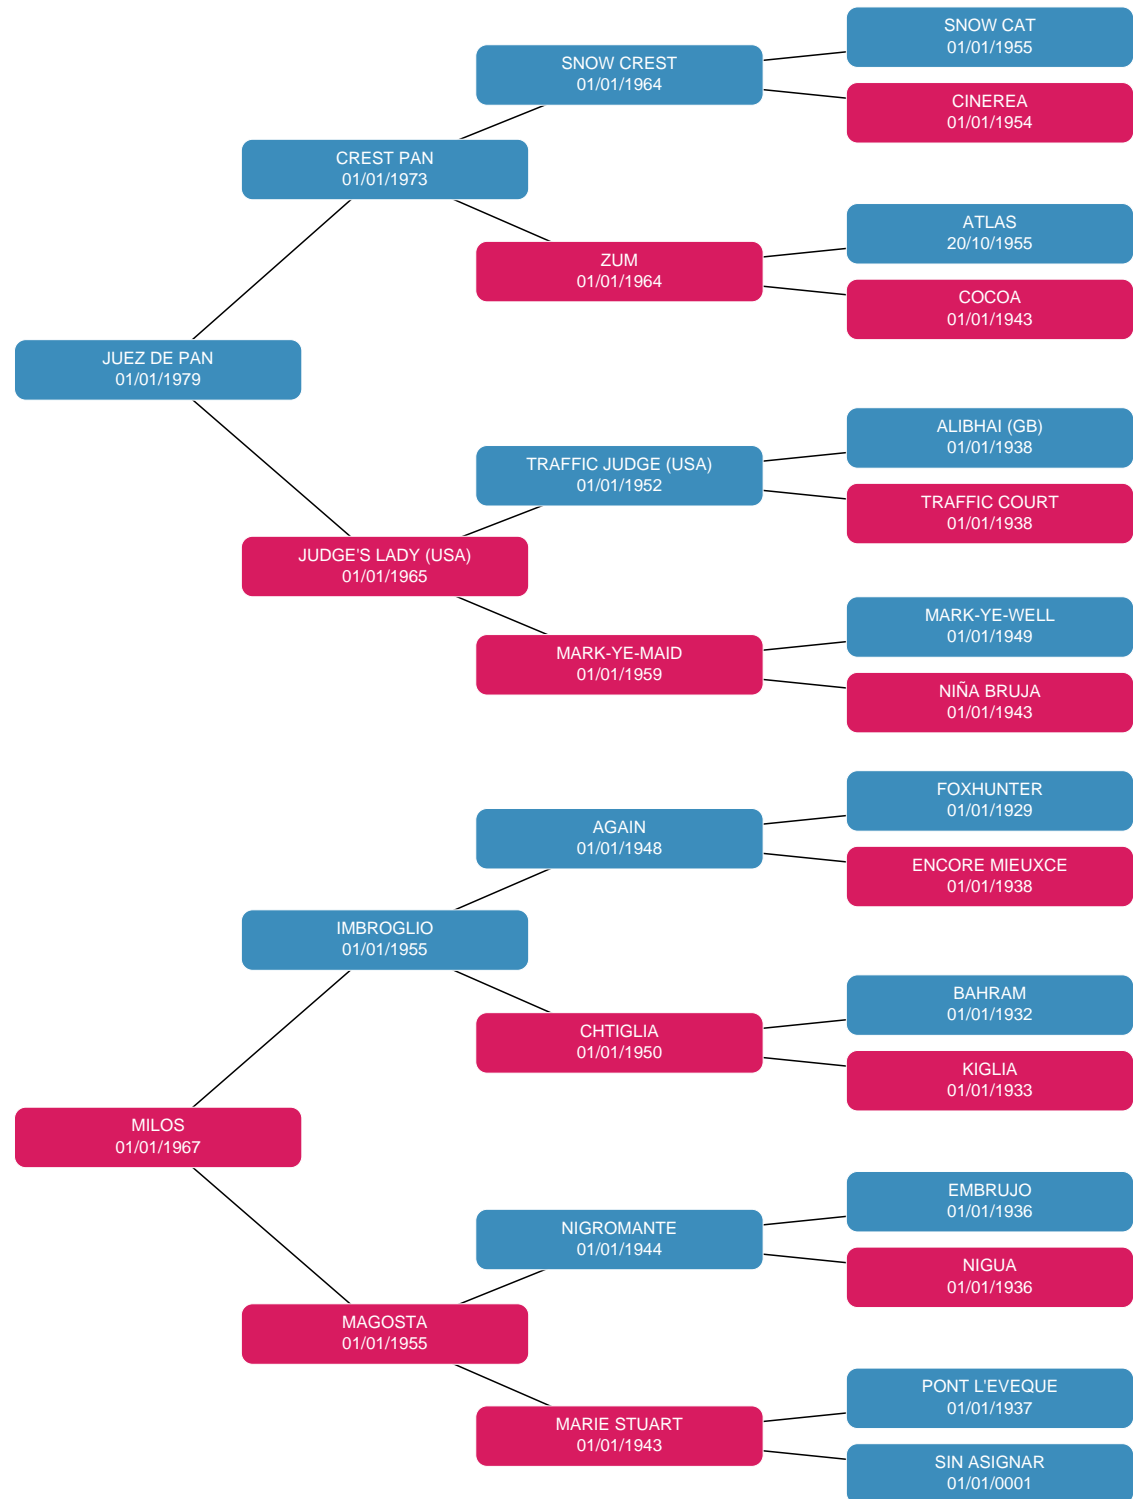 SNOW CAT
01/01/1955
SNOW CREST
01/01/1964
CINEREA
01/01/1954
CREST PAN
01/01/1973
ATLAS
20/10/1955
ZUM
01/01/1964
COCOA
01/01/1943
JUEZ DE PAN
01/01/1979
ALIBHAI (GB)
01/01/1938
TRAFFIC JUDGE (USA)
01/01/1952
TRAFFIC COURT
01/01/1938
JUDGE'S LADY (USA)
01/01/1965
MARK-YE-WELL
01/01/1949
MARK-YE-MAID
01/01/1959
NIÑA BRUJA
01/01/1943
FOXHUNTER
01/01/1929
AGAIN
01/01/1948
ENCORE MIEUXCE
01/01/1938
IMBROGLIO
01/01/1955
BAHRAM
01/01/1932
CHTIGLIA
01/01/1950
KIGLIA
01/01/1933
MILOS
01/01/1967
EMBRUJO
01/01/1936
NIGROMANTE
01/01/1944
NIGUA
01/01/1936
MAGOSTA
01/01/1955
PONT L'EVEQUE
01/01/1937
MARIE STUART
01/01/1943
SIN ASIGNAR
01/01/0001